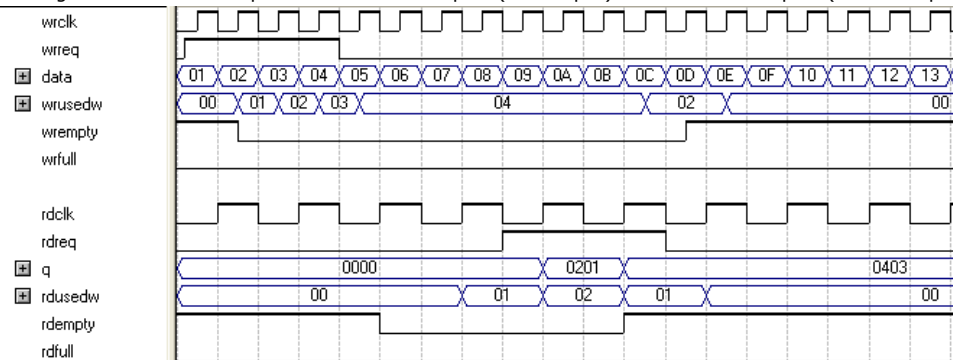 wrclk
wrreq
data 01 02 03 04 05 06 07 08 09 0A 0B 0C 0D 0E 0F 10 11 12 13
wrusedw 00 01 02 03 04 02 00
wrempty
wrfull
rdclk
rdreq
q 0000 0201 0403
rdusedw 00 01 02 01 00
rdempty
rdfull